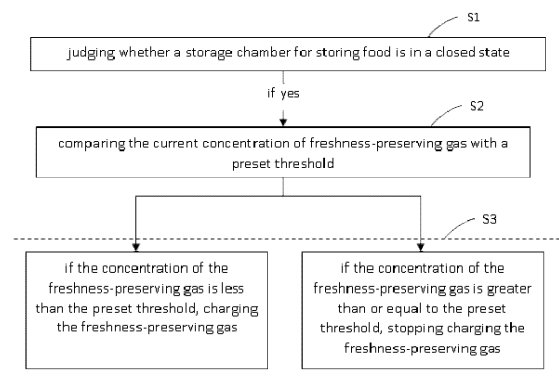 S1
judging whether a storage chamber for storing food is in a closed state
if yes
S2
comparing the current concentration of freshness-preserving gas with a
preset threshold
S3
if the concentration of the
freshness-preserving gas is less
than the preset threshold, charging
the freshness-preserving gas
if the concentration of the
freshness-preserving gas is greater
than or equal to the preset
threshold, stopping charging the
freshness-preserving gas